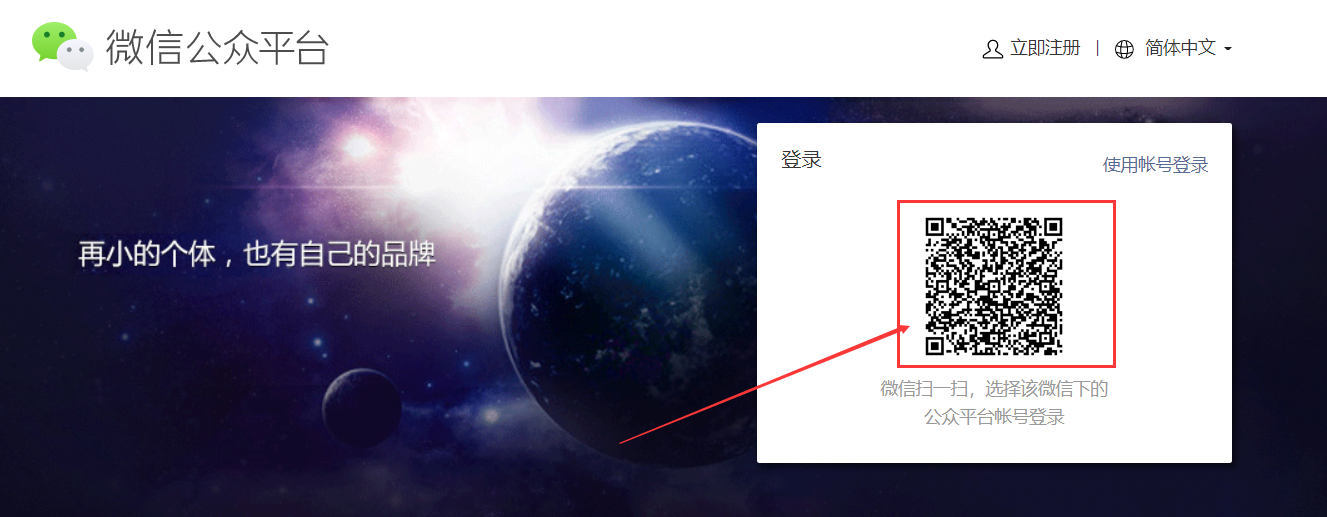 微信公众平台
立即注册 | 简体中文
登录
使用帐号登录
再小的个体，也有自己的品牌
微信扫一扫，选择该微信下的
公众平台帐号登录